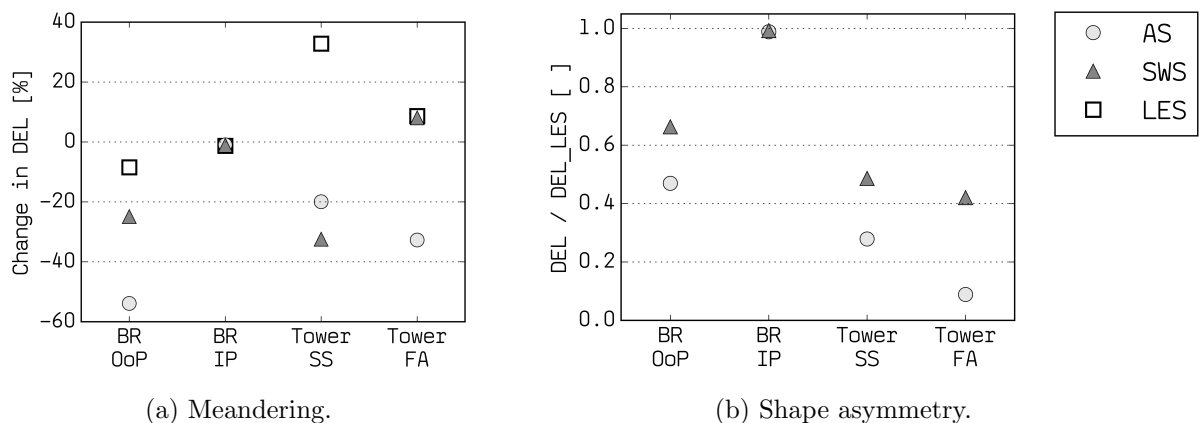 Change in DEL [%]
40
20
0
−20
−40
−60
BR OoP
BR IP
Tower SS
Tower FA
(a) Meandering.
DEL / DEL_LES [ ]
1.0
0.8
0.6
0.4
0.2
0.0
BR OoP
BR IP
Tower SS
Tower FA
(b) Shape asymmetry.
AS
SWS
LES